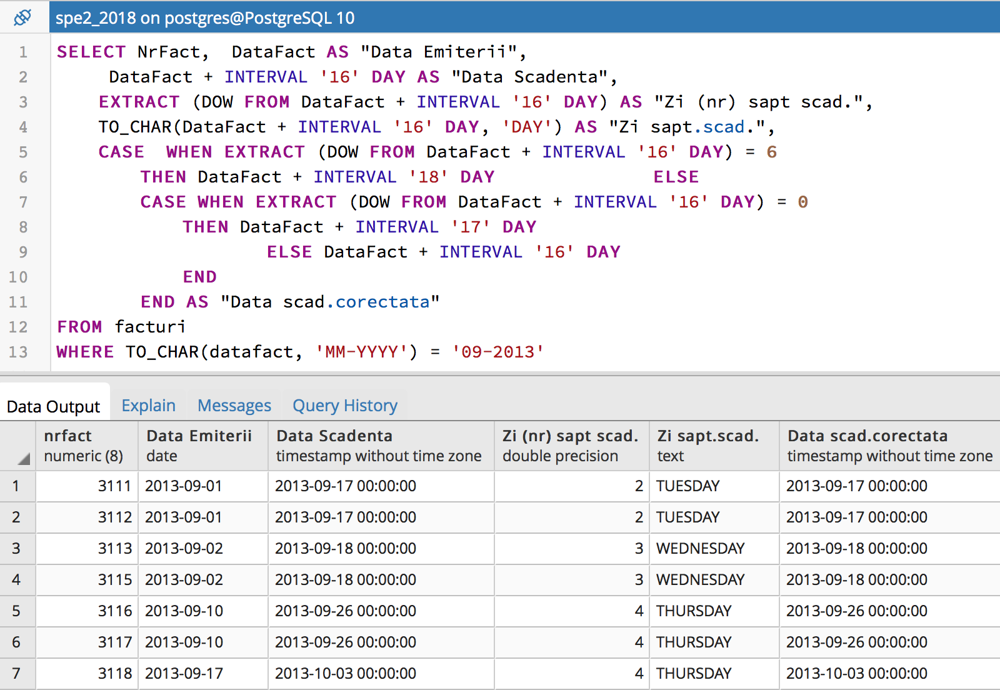 spe2_2018 on postgres@PostgreSQL 10
1 SELECT NrFact,  DataFact AS "Data Emiterii",
2 DataFact + INTERVAL '16' DAY AS "Data Scadenta",
3 EXTRACT (DOW FROM DataFact + INTERVAL '16' DAY) AS "Zi (nr) sapt scad.",
4 TO_CHAR(DataFact + INTERVAL '16' DAY, 'DAY') AS "Zi sapt.scad.",
5 CASE  WHEN EXTRACT (DOW FROM DataFact + INTERVAL '16' DAY) = 6
6 THEN DataFact + INTERVAL '18' DAY ELSE
7 CASE WHEN EXTRACT (DOW FROM DataFact + INTERVAL '16' DAY) = 0
8 THEN DataFact + INTERVAL '17' DAY
9 ELSE DataFact + INTERVAL '16' DAY
10 END
11 END AS "Data scad.corectata"
12 FROM facturi
13 WHERE TO_CHAR(datafact, 'MM-YYYY') = '09-2013'
Data Output Explain Messages Query History
nrfact Data Emiterii Data Scadenta Zi (nr) sapt scad. Zi sapt.scad. Data scad.corectata
numeric (8) date timestamp without time zone double precision text timestamp without time zone
1 3111 2013-09-01 2013-09-17 00:00:00 2 TUESDAY 2013-09-17 00:00:00
2 3112 2013-09-01 2013-09-17 00:00:00 2 TUESDAY 2013-09-17 00:00:00
3 3113 2013-09-02 2013-09-18 00:00:00 3 WEDNESDAY 2013-09-18 00:00:00
4 3115 2013-09-02 2013-09-18 00:00:00 3 WEDNESDAY 2013-09-18 00:00:00
5 3116 2013-09-10 2013-09-26 00:00:00 4 THURSDAY 2013-09-26 00:00:00
6 3117 2013-09-10 2013-09-26 00:00:00 4 THURSDAY 2013-09-26 00:00:00
7 3118 2013-09-17 2013-10-03 00:00:00 4 THURSDAY 2013-10-03 00:00:00